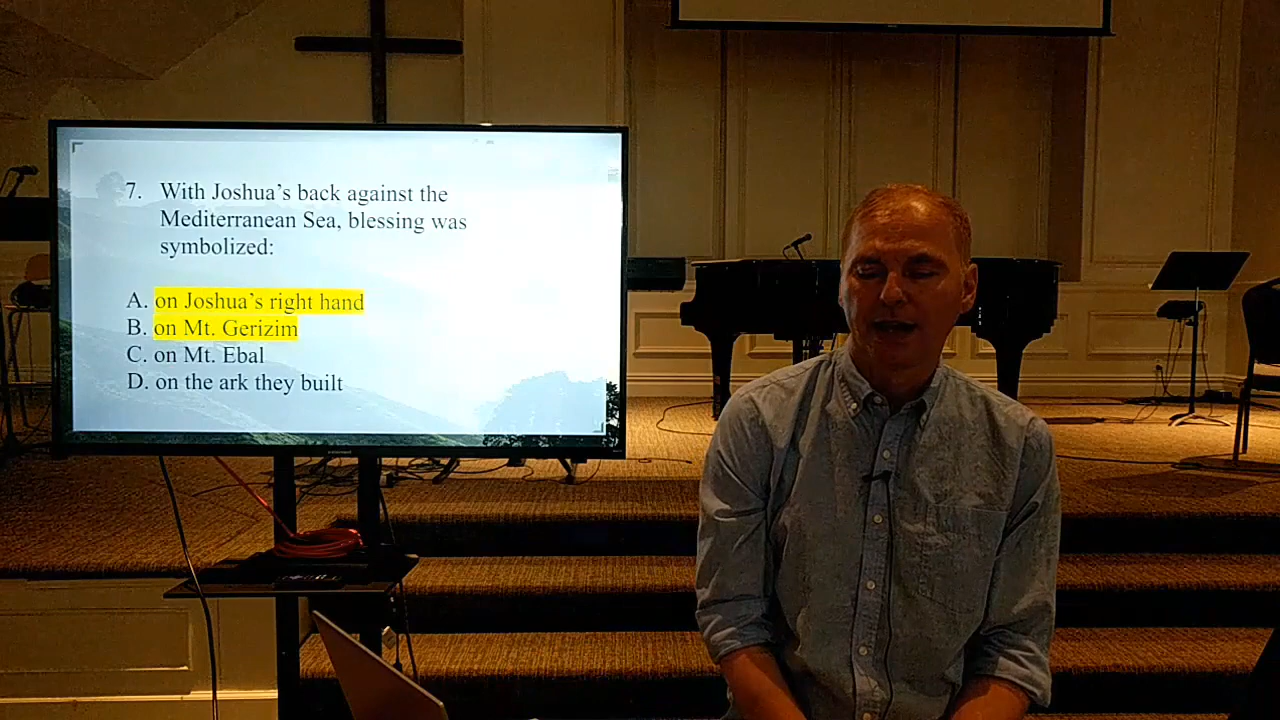 7. With Joshua's back against the
Mediterranean Sea, blessing was
symbolized:
A. on Joshua's right hand
B. on Mt. Gerizim
C. on Mt. Ebal
D. on the ark they built